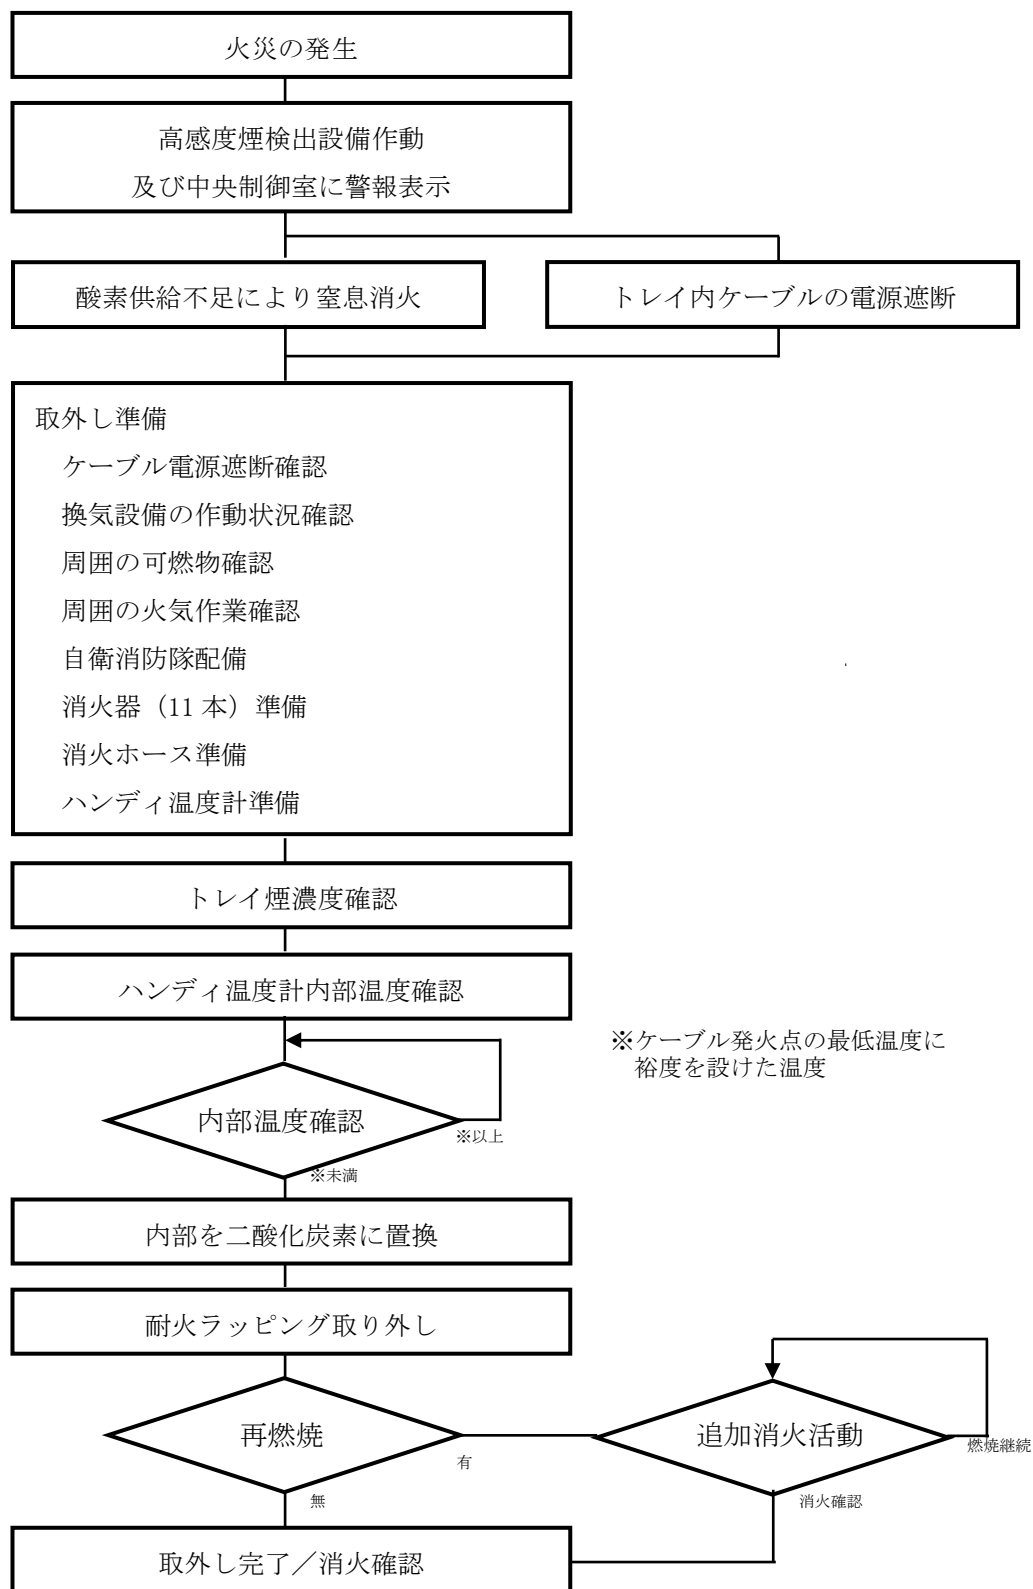 火災の発生
高感度煙検出設備作動
及び中央制御室に警報表示
酸素供給不足により窒息消火
トレイ内ケーブルの電源遮断
取外し準備
ケーブル電源遮断確認
換気設備の作動状況確認
周囲の可燃物確認
周囲の火気作業確認
自衛消防隊配備
消火器（11 本）準備
消火ホース準備
ハンディ温度計準備
トレイ煙濃度確認
ハンディ温度計内部温度確認
※ケーブル発火点の最低温度に
裕度を設けた温度
内部温度確認
※以上
※未満
内部を二酸化炭素に置換
耐火ラッピング取り外し
再燃焼
有
追加消火活動
燃焼継続
無
消火確認
取外し完了／消火確認